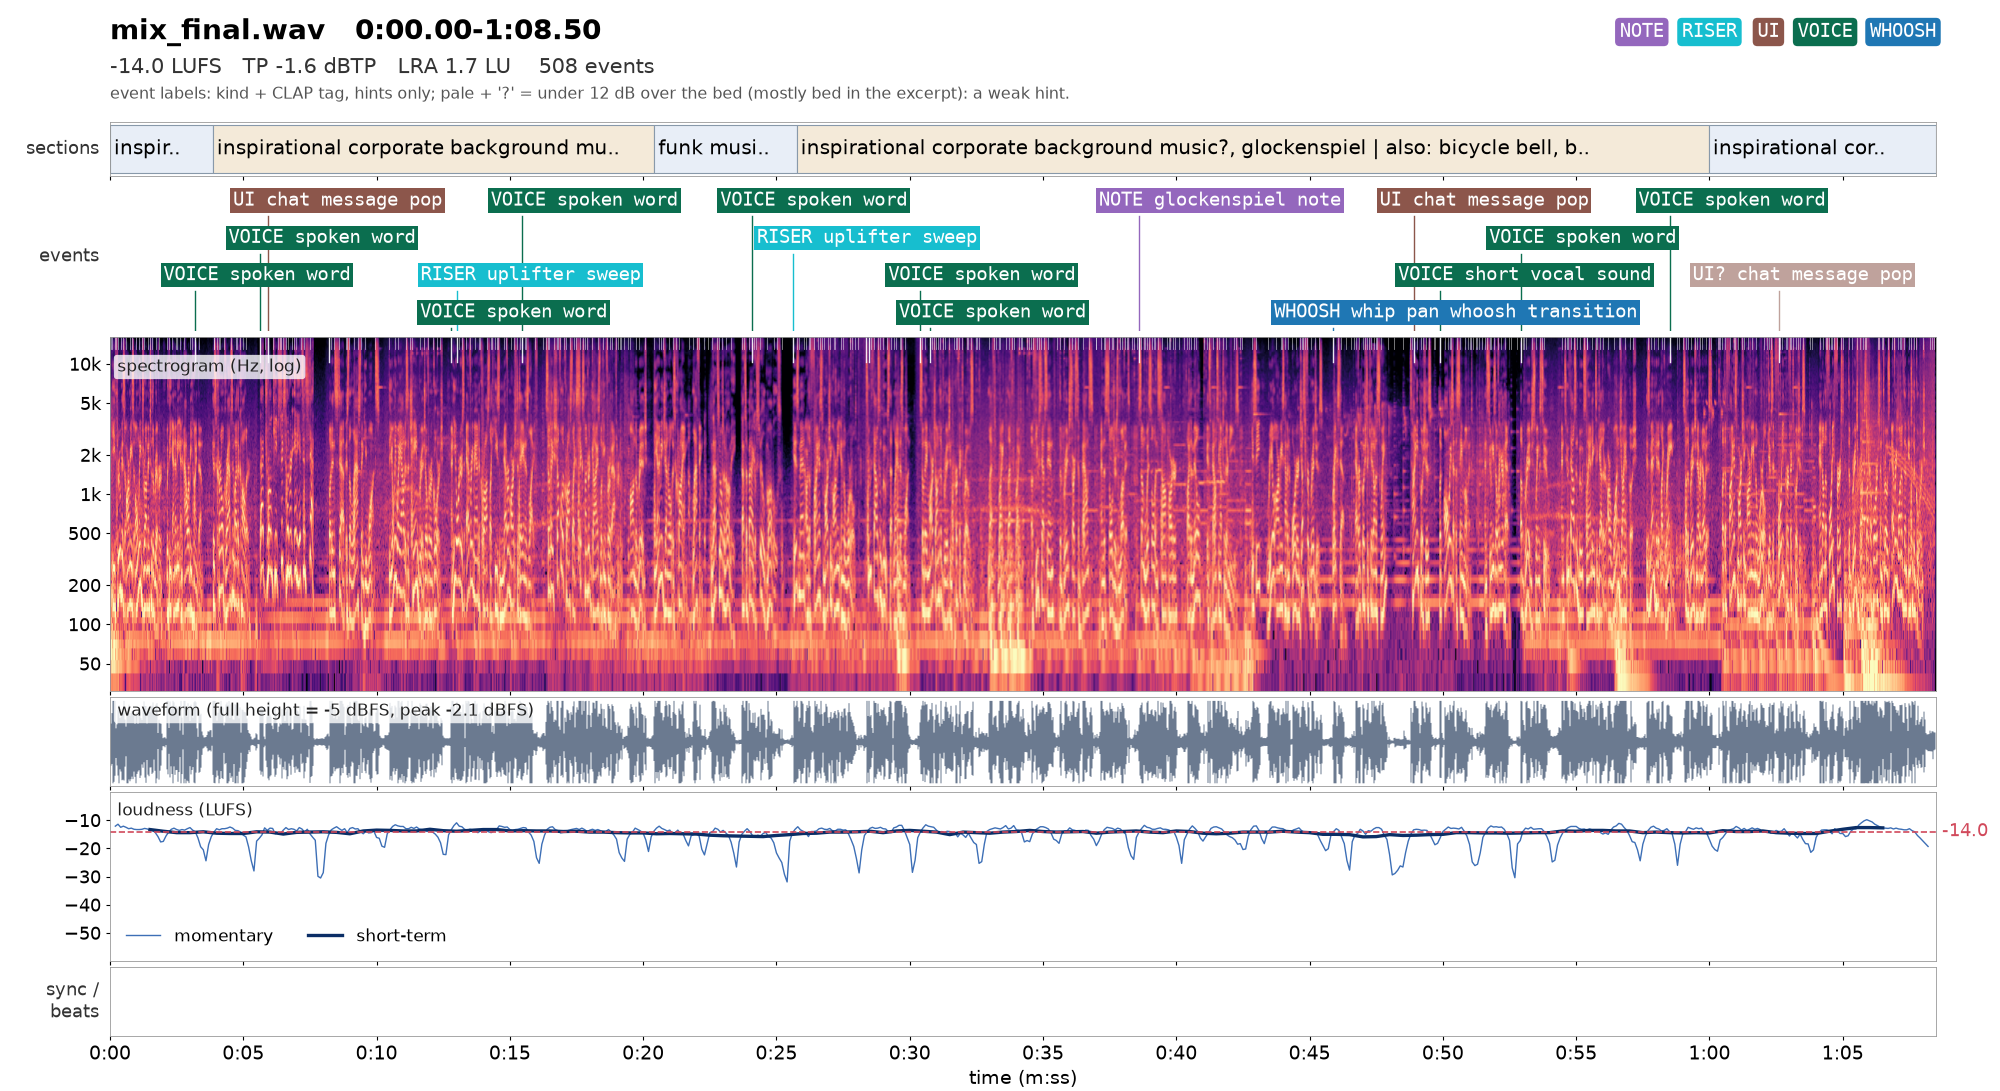 mix_final.wav 0:00.00-1:08.50
NOTE RISER UI VOICE WHOOSH
-14.0 LUFS TP -1.6 dBTP LRA 1.7 LU 508 events
event labels: kind + CLAP tag, hints only; pale + '?' = under 12 dB over the bed (mostly bed in the excerpt): a weak hint.
sections
inspir.. inspirational corporate background mu.. funk musi.. inspirational corporate background music?, glockenspiel | also: bicycle bell, b.. inspirational cor..
events
UI chat message pop VOICE spoken word VOICE spoken word NOTE glockenspiel note UI chat message pop VOICE spoken word
VOICE spoken word RISER uplifter sweep VOICE spoken word
VOICE spoken word RISER uplifter sweep VOICE spoken word VOICE short vocal sound UI? chat message pop
VOICE spoken word VOICE spoken word WHOOSH whip pan whoosh transition
spectrogram (Hz, log)
10k
5k
2k
1k
500
200
100
50
waveform (full height = -5 dBFS, peak -2.1 dBFS)
loudness (LUFS)
−10
−20
−30
−40
−50
-14.0
momentary short-term
sync /
beats
0:00 0:05 0:10 0:15 0:20 0:25 0:30 0:35 0:40 0:45 0:50 0:55 1:00 1:05
time (m:ss)